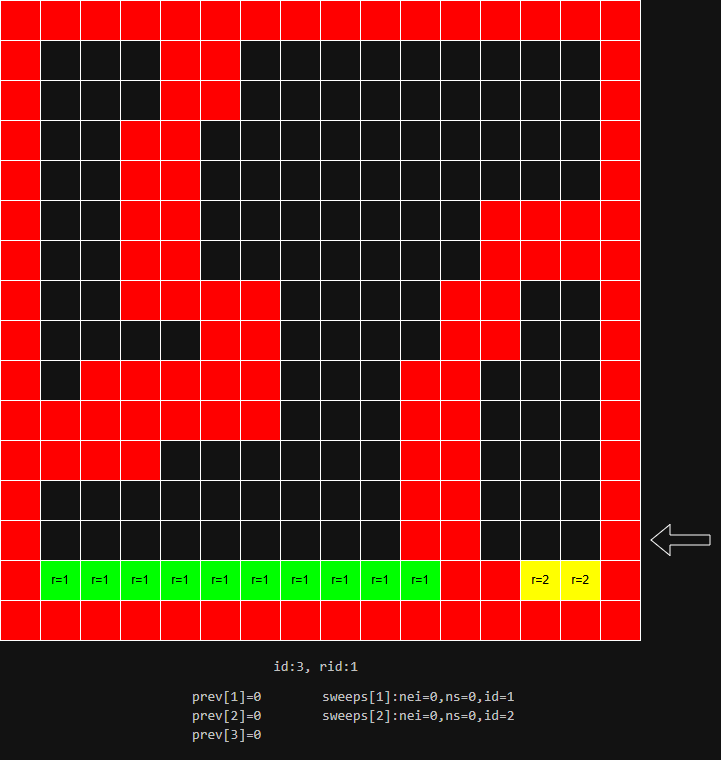 r=1 r=1 r=1 r=1 r=1 r=1 r=1 r=1 r=1 r=1 r=2 r=2
id:3, rid:1
prev[1]=0 sweeps[1]:nei=0,ns=0,id=1
prev[2]=0 sweeps[2]:nei=0,ns=0,id=2
prev[3]=0